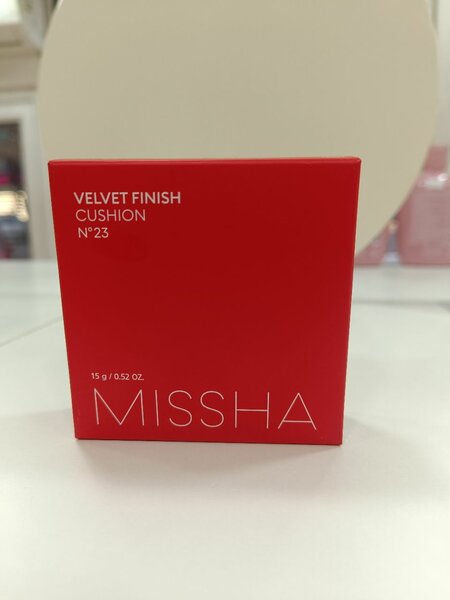 VELVET FINISH
CUSHION
N°23
15 g / 0.52 OZ.
MISSHA